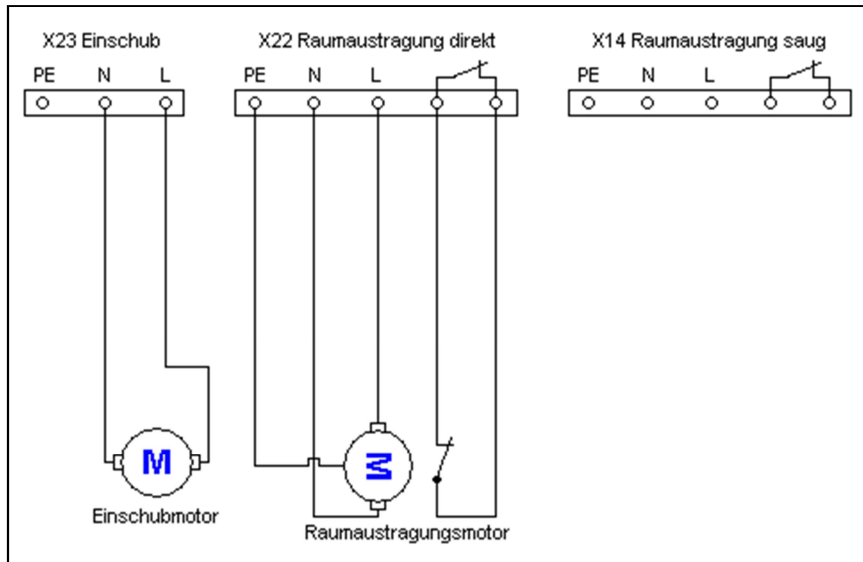 X23 Einschub
X22 Raumaustragung direkt
X14 Raumaustragung saug
PE N L
PE N L
PE N L
M
M
Einschubmotor
Raumaustragungsmotor